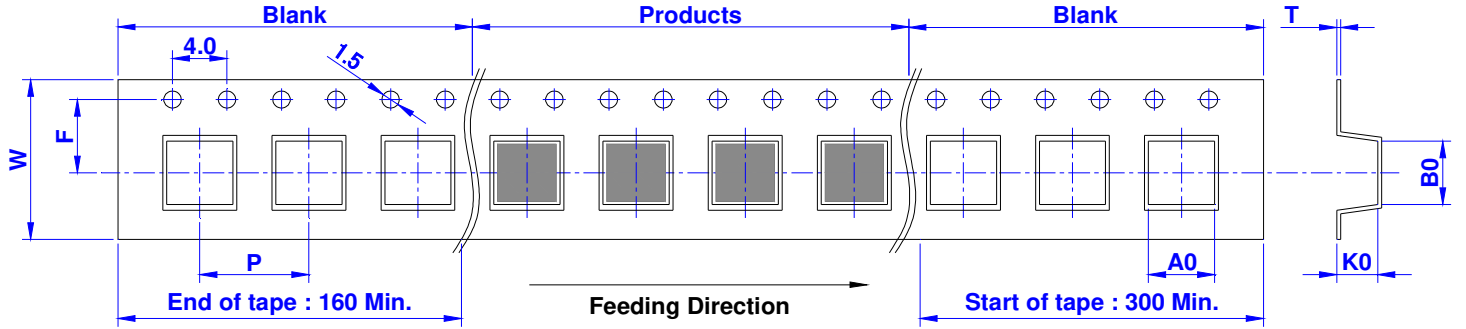 Blank
Products
Blank
T
4.0
1.5
F
W
B0
P
A0
K0
End of tape : 160 Min.
Feeding Direction
Start of tape : 300 Min.